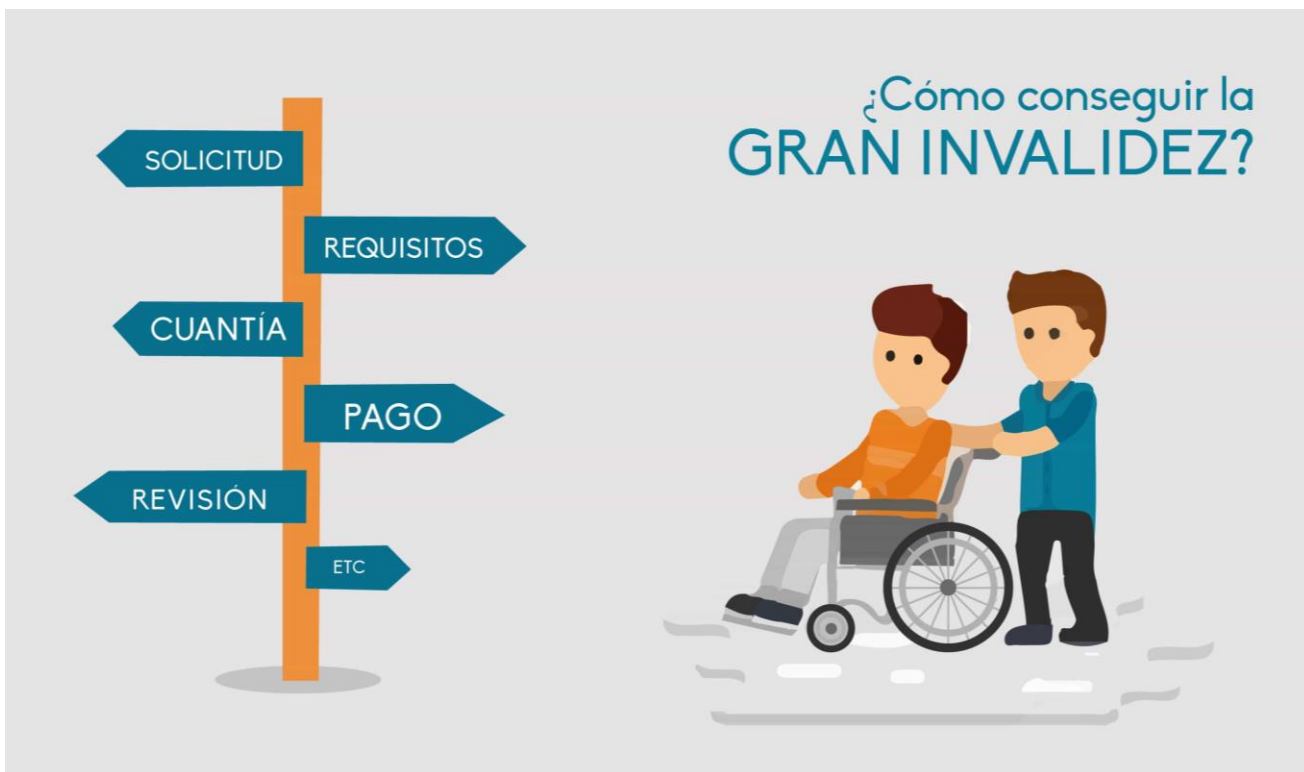 ¿Cómo conseguir la
GRAN INVALIDEZ?
SOLICITUD
REQUISITOS
CUANTÍA
PAGO
REVISIÓN
ETC